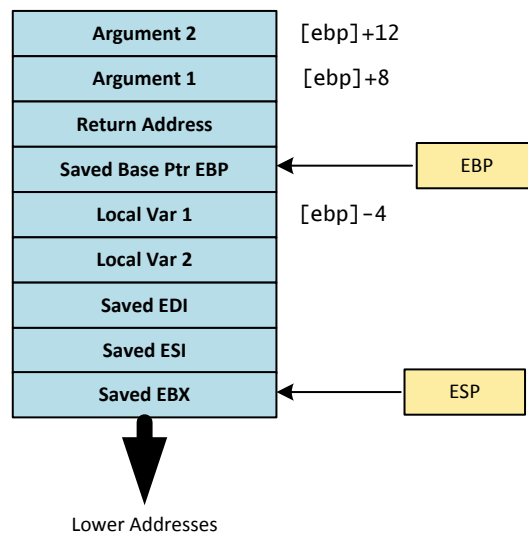 Argument 2 [ebp]+12
Argument 1 [ebp]+8
Return Address
Saved Base Ptr EBP EBP
Local Var 1 [ebp]-4
Local Var 2
Saved EDI
Saved ESI
Saved EBX ESP
Lower Addresses